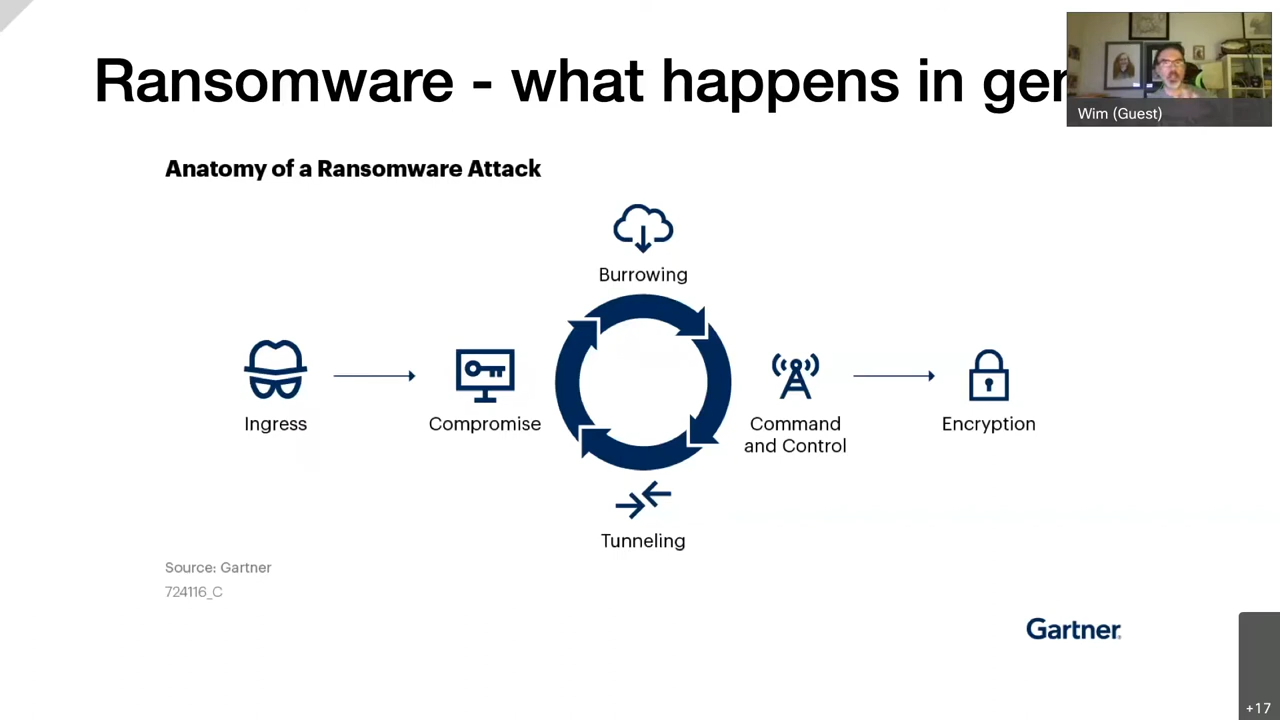 Ransomware - what happens in ger
Wim (Guest)
Anatomy of a Ransomware Attack
Burrowing
Ingress
Compromise
Command
and Control
Encryption
Tunneling
Source: Gartner
724116_C
Gartner
+17